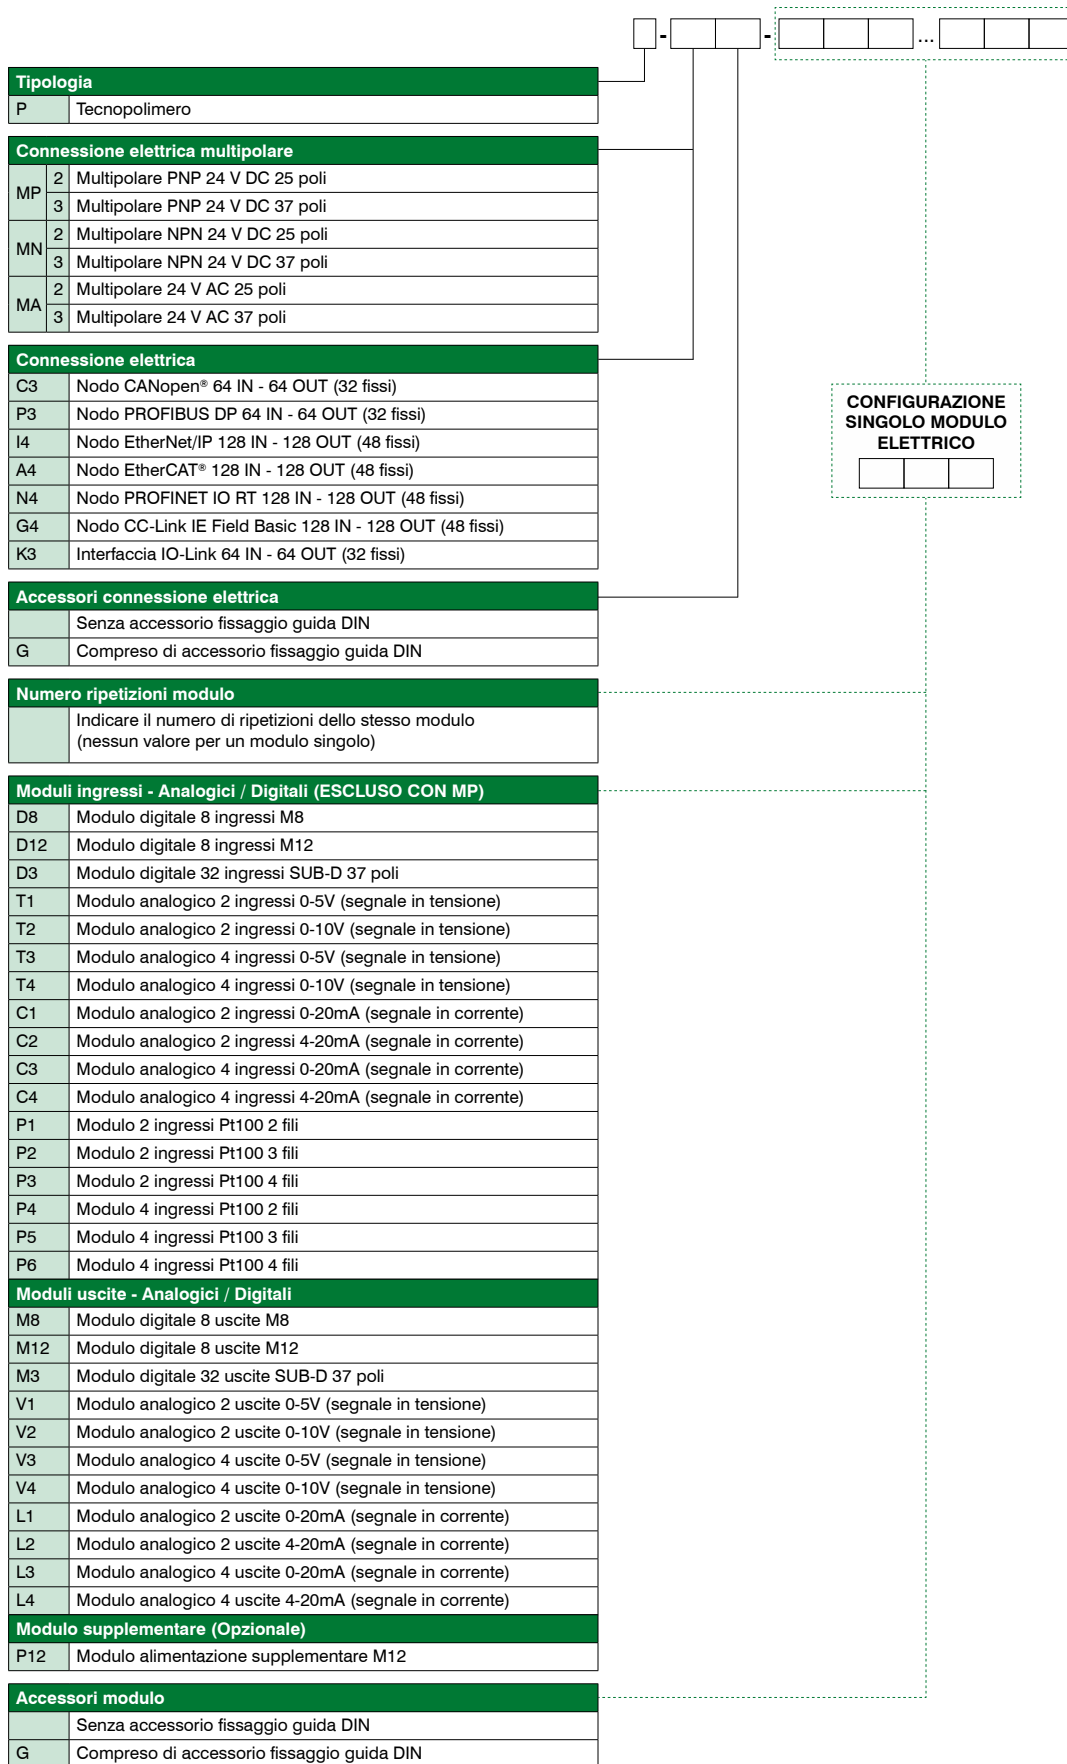 - - ...
Tipologia
P Tecnopolimero
Connessione elettrica multipolare
MP 2 Multipolare PNP 24 V DC 25 poli
3 Multipolare PNP 24 V DC 37 poli
MN 2 Multipolare NPN 24 V DC 25 poli
3 Multipolare NPN 24 V DC 37 poli
MA 2 Multipolare 24 V AC 25 poli
3 Multipolare 24 V AC 37 poli
Connessione elettrica
C3 Nodo CANopen® 64 IN - 64 OUT (32 fissi)
P3 Nodo PROFIBUS DP 64 IN - 64 OUT (32 fissi)
I4 Nodo EtherNet/IP 128 IN - 128 OUT (48 fissi)
A4 Nodo EtherCAT® 128 IN - 128 OUT (48 fissi)
N4 Nodo PROFINET IO RT 128 IN - 128 OUT (48 fissi)
G4 Nodo CC-Link IE Field Basic 128 IN - 128 OUT (48 fissi)
K3 Interfaccia IO-Link 64 IN - 64 OUT (32 fissi)
CONFIGURAZIONE
SINGOLO MODULO
ELETTRICO
Accessori connessione elettrica
Senza accessorio fissaggio guida DIN
G Compreso di accessorio fissaggio guida DIN
Numero ripetizioni modulo
Indicare il numero di ripetizioni dello stesso modulo
(nessun valore per un modulo singolo)
Moduli ingressi - Analogici / Digitali (ESCLUSO CON MP)
D8 Modulo digitale 8 ingressi M8
D12 Modulo digitale 8 ingressi M12
D3 Modulo digitale 32 ingressi SUB-D 37 poli
T1 Modulo analogico 2 ingressi 0-5V (segnale in tensione)
T2 Modulo analogico 2 ingressi 0-10V (segnale in tensione)
T3 Modulo analogico 4 ingressi 0-5V (segnale in tensione)
T4 Modulo analogico 4 ingressi 0-10V (segnale in tensione)
C1 Modulo analogico 2 ingressi 0-20mA (segnale in corrente)
C2 Modulo analogico 2 ingressi 4-20mA (segnale in corrente)
C3 Modulo analogico 4 ingressi 0-20mA (segnale in corrente)
C4 Modulo analogico 4 ingressi 4-20mA (segnale in corrente)
P1 Modulo 2 ingressi Pt100 2 fili
P2 Modulo 2 ingressi Pt100 3 fili
P3 Modulo 2 ingressi Pt100 4 fili
P4 Modulo 4 ingressi Pt100 2 fili
P5 Modulo 4 ingressi Pt100 3 fili
P6 Modulo 4 ingressi Pt100 4 fili
Moduli uscite - Analogici / Digitali
M8 Modulo digitale 8 uscite M8
M12 Modulo digitale 8 uscite M12
M3 Modulo digitale 32 uscite SUB-D 37 poli
V1 Modulo analogico 2 uscite 0-5V (segnale in tensione)
V2 Modulo analogico 2 uscite 0-10V (segnale in tensione)
V3 Modulo analogico 4 uscite 0-5V (segnale in tensione)
V4 Modulo analogico 4 uscite 0-10V (segnale in tensione)
L1 Modulo analogico 2 uscite 0-20mA (segnale in corrente)
L2 Modulo analogico 2 uscite 4-20mA (segnale in corrente)
L3 Modulo analogico 4 uscite 0-20mA (segnale in corrente)
L4 Modulo analogico 4 uscite 4-20mA (segnale in corrente)
Modulo supplementare (Opzionale)
P12 Modulo alimentazione supplementare M12
Accessori modulo
Senza accessorio fissaggio guida DIN
G Compreso di accessorio fissaggio guida DIN